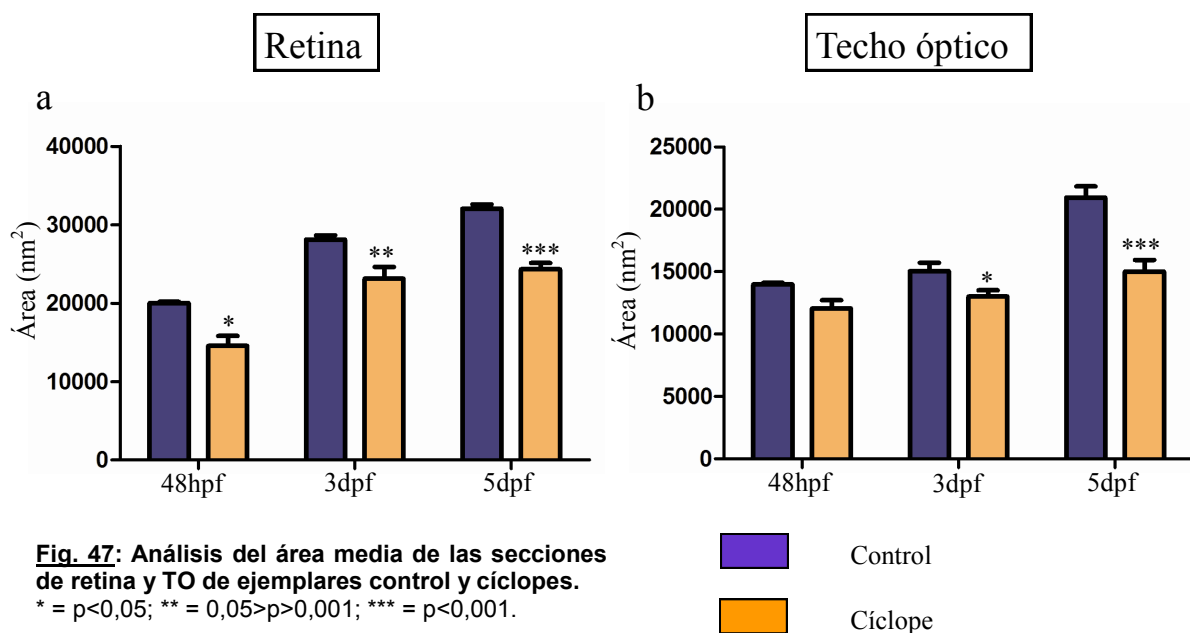 Retina
Techo óptico
a
b
Área (nm²)
40000
30000
20000
10000
0
*
**
***
48hpf
3dpf
5dpf
Área (nm²)
25000
20000
15000
10000
5000
0
*
***
48hpf
3dpf
5dpf
Fig. 47: Análisis del área media de las secciones
de retina y TO de ejemplares control y cíclopes.
* = p<0,05; ** = 0,05>p>0,001; *** = p<0,001.
Control
Cíclope